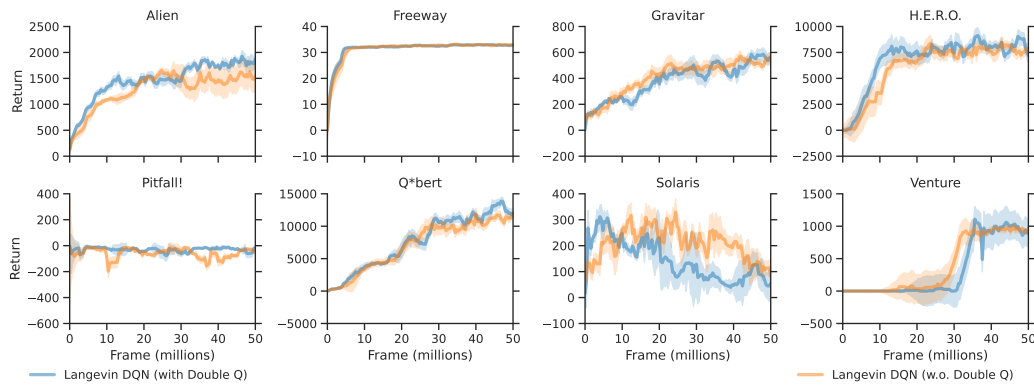 Alien Freeway Gravitar H.E.R.O.
2500 40 800 10000
2000 30 600 7500
1500 20 400 5000
1000 10 200 2500
500 0 0 0
0 −10 −200 −2500
Return
Pitfall! Q*bert Solaris Venture
400 15000 400 1500
200 10000 300 1000
0 5000 200 500
−200 0 100 0
−400 −5000 0 −500
−600 −100
Return
0 10 20 30 40 50 0 10 20 30 40 50 0 10 20 30 40 50 0 10 20 30 40 50
Frame (millions) Frame (millions) Frame (millions) Frame (millions)
Langevin DQN (with Double Q) Langevin DQN (w.o. Double Q)